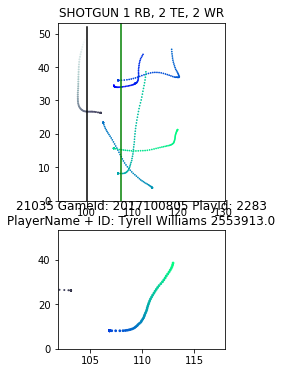 SHOTGUN 1 RB, 2 TE, 2 WR
50
40
30
20
10
0
100 110 120 130
21035 GameId: 2017100805 PlayId: 2283
PlayerName + ID: Tyrell Williams 2553913.0
40
20
0
105 110 115